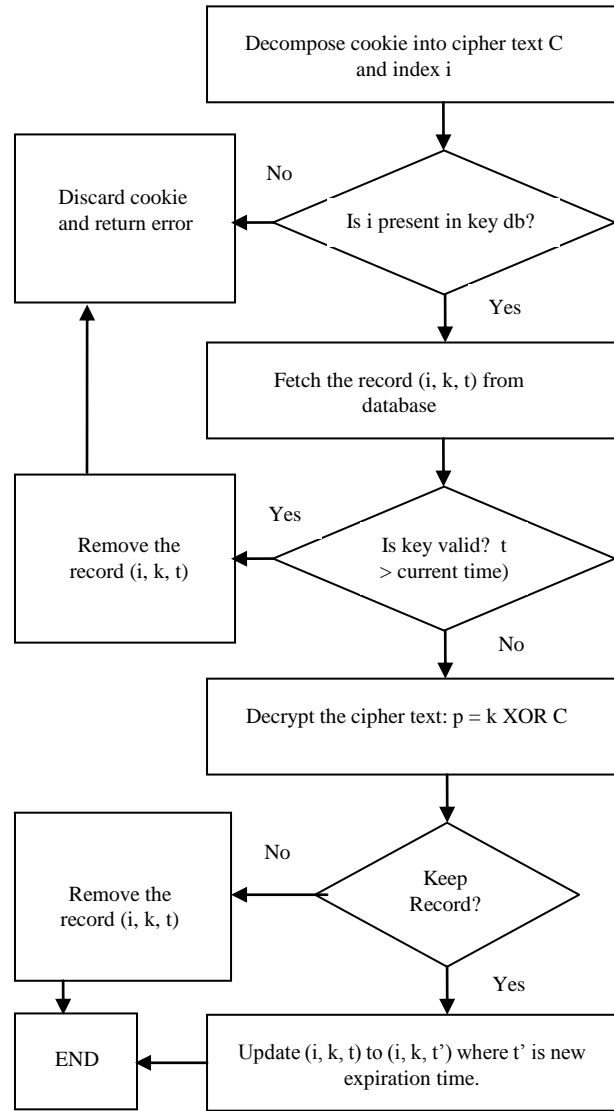 Decompose cookie into cipher text C
and index i
No
Discard cookie
and return error
Is i present in key db?
Yes
Fetch the record (i, k, t) from
database
Yes
Remove the
record (i, k, t)
Is key valid? t
> current time)
No
Decrypt the cipher text: p = k XOR C
No
Keep
Record?
Remove the
record (i, k, t)
Yes
END
Update (i, k, t) to (i, k, t’) where t’ is new
expiration time.